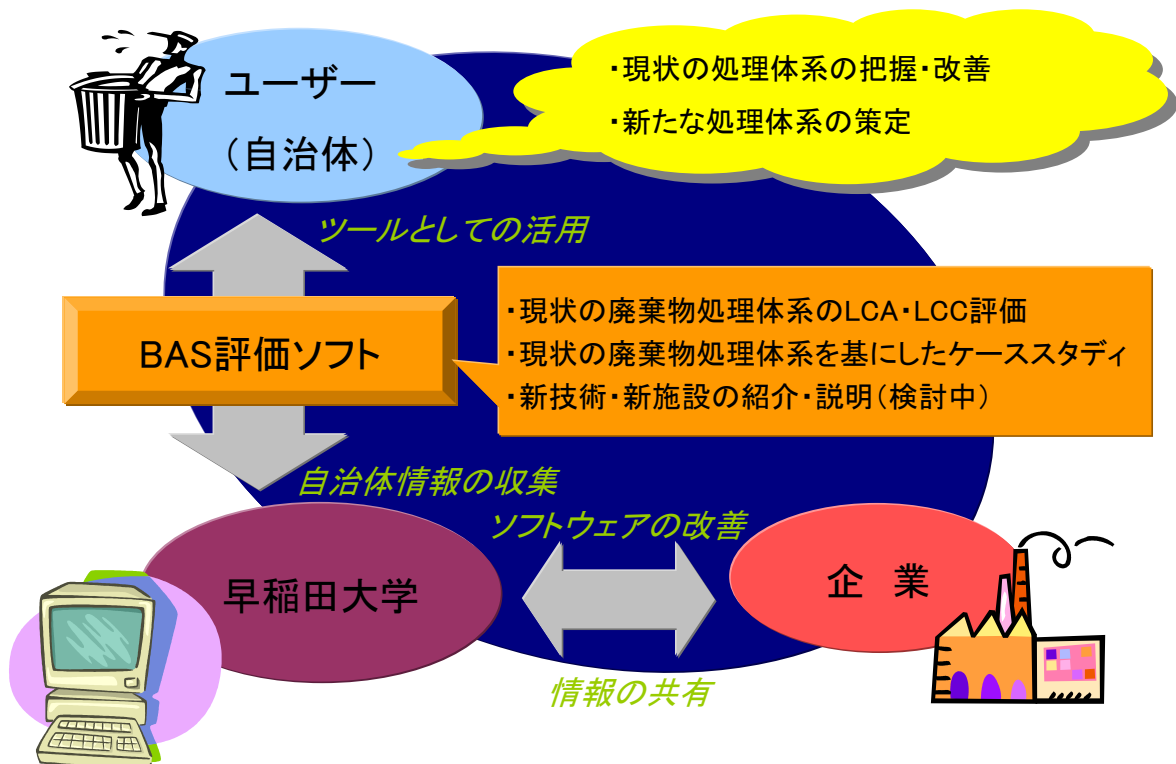 ユーザー
（自治体）
・現状の処理体系の把握・改善
・新たな処理体系の策定
ツールとしての活用
BAS評価ソフト
・現状の廃棄物処理体系のLCA・LCC評価
・現状の廃棄物処理体系を基にしたケーススタディ
・新技術・新施設の紹介・説明（検討中）
自治体情報の収集
ソフトウェアの改善
早稲田大学
企　業
情報の共有